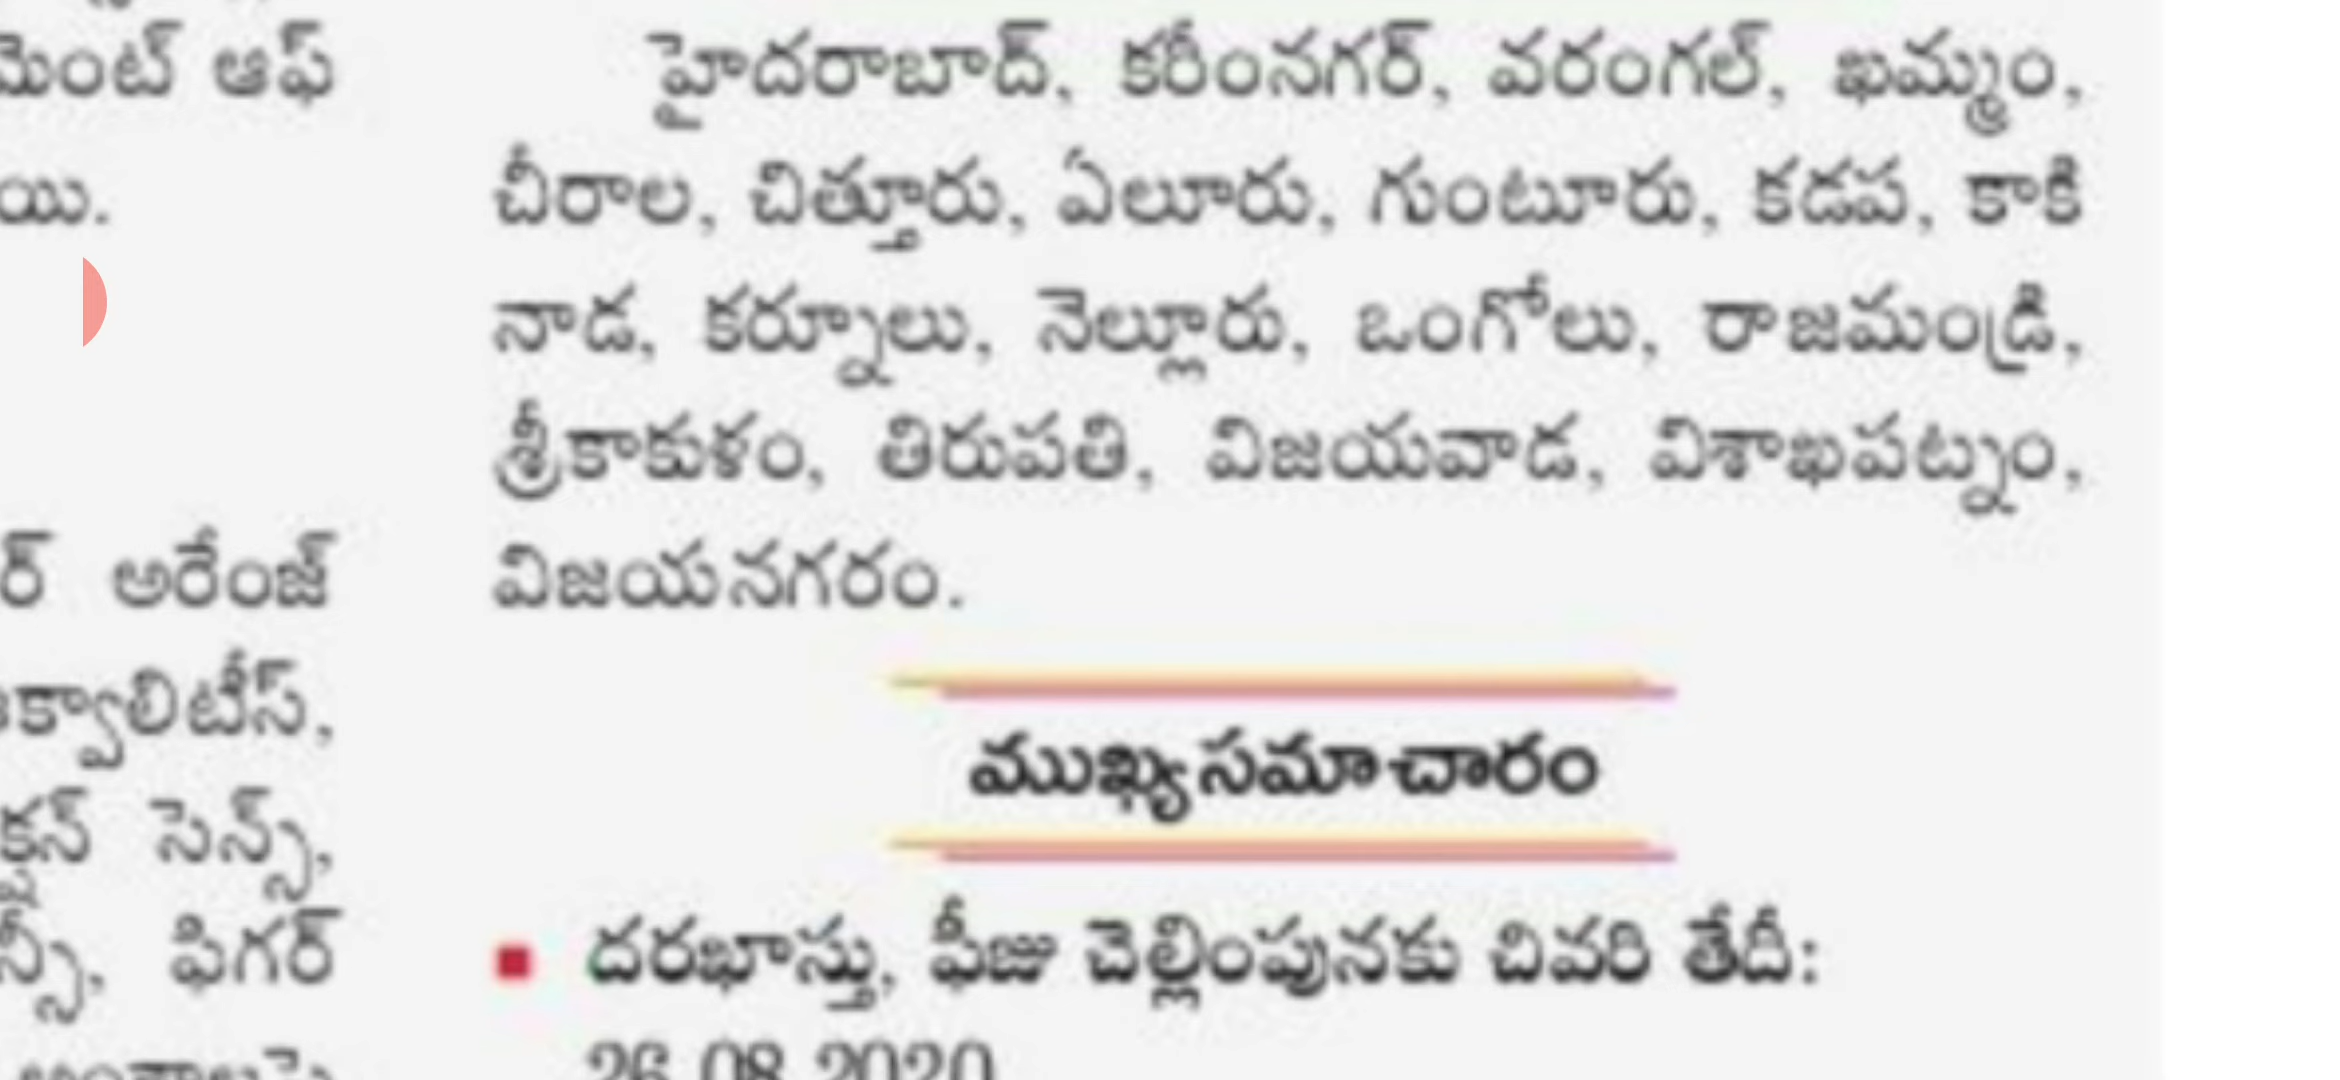 మెంట్ ఆఫ్
యి.
ర్ అరేంజ్
క్వాలిటీస్,
సెన్స్,
ఫిగర్
హైదరాబాద్, కరీంనగర్, వరంగల్, ఖమ్మం,
చీరాల, చిత్తూరు, ఏలూరు, గుంటూరు, కడప, కాకి
నాడ, కర్నూలు, నెల్లూరు, ఒంగోలు, రాజమండ్రి,
శ్రీకాకుళం, తిరుపతి, విజయవాడ, విశాఖపట్నం,
విజయనగరం.
ముఖ్యసమాచారం
దరఖాస్తు, ఫీజు చెల్లింపునకు చివరి తేదీ:
26.08.2020